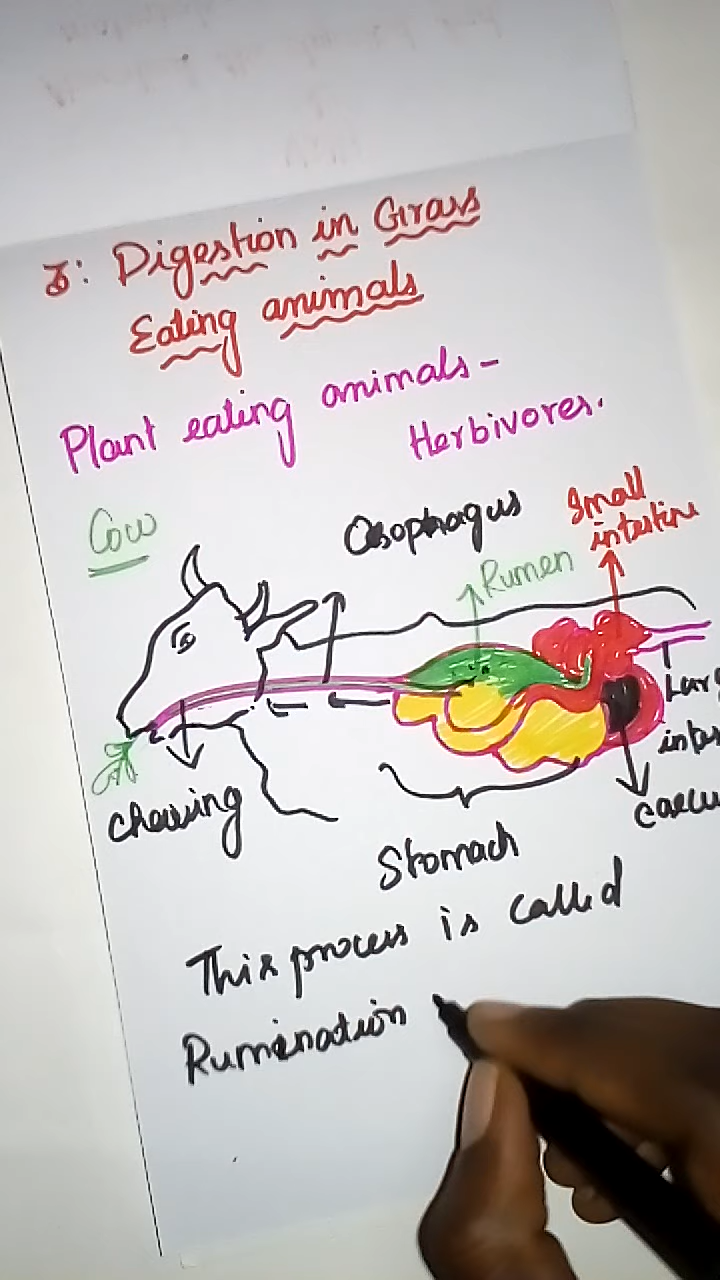 Digestion in Grass
Eating animals
Plant eating animals -
Herbivores.
Cow
Oesophagus
Small
intestine
Rumen
Chewing
Stomach
This process is called
Rumination